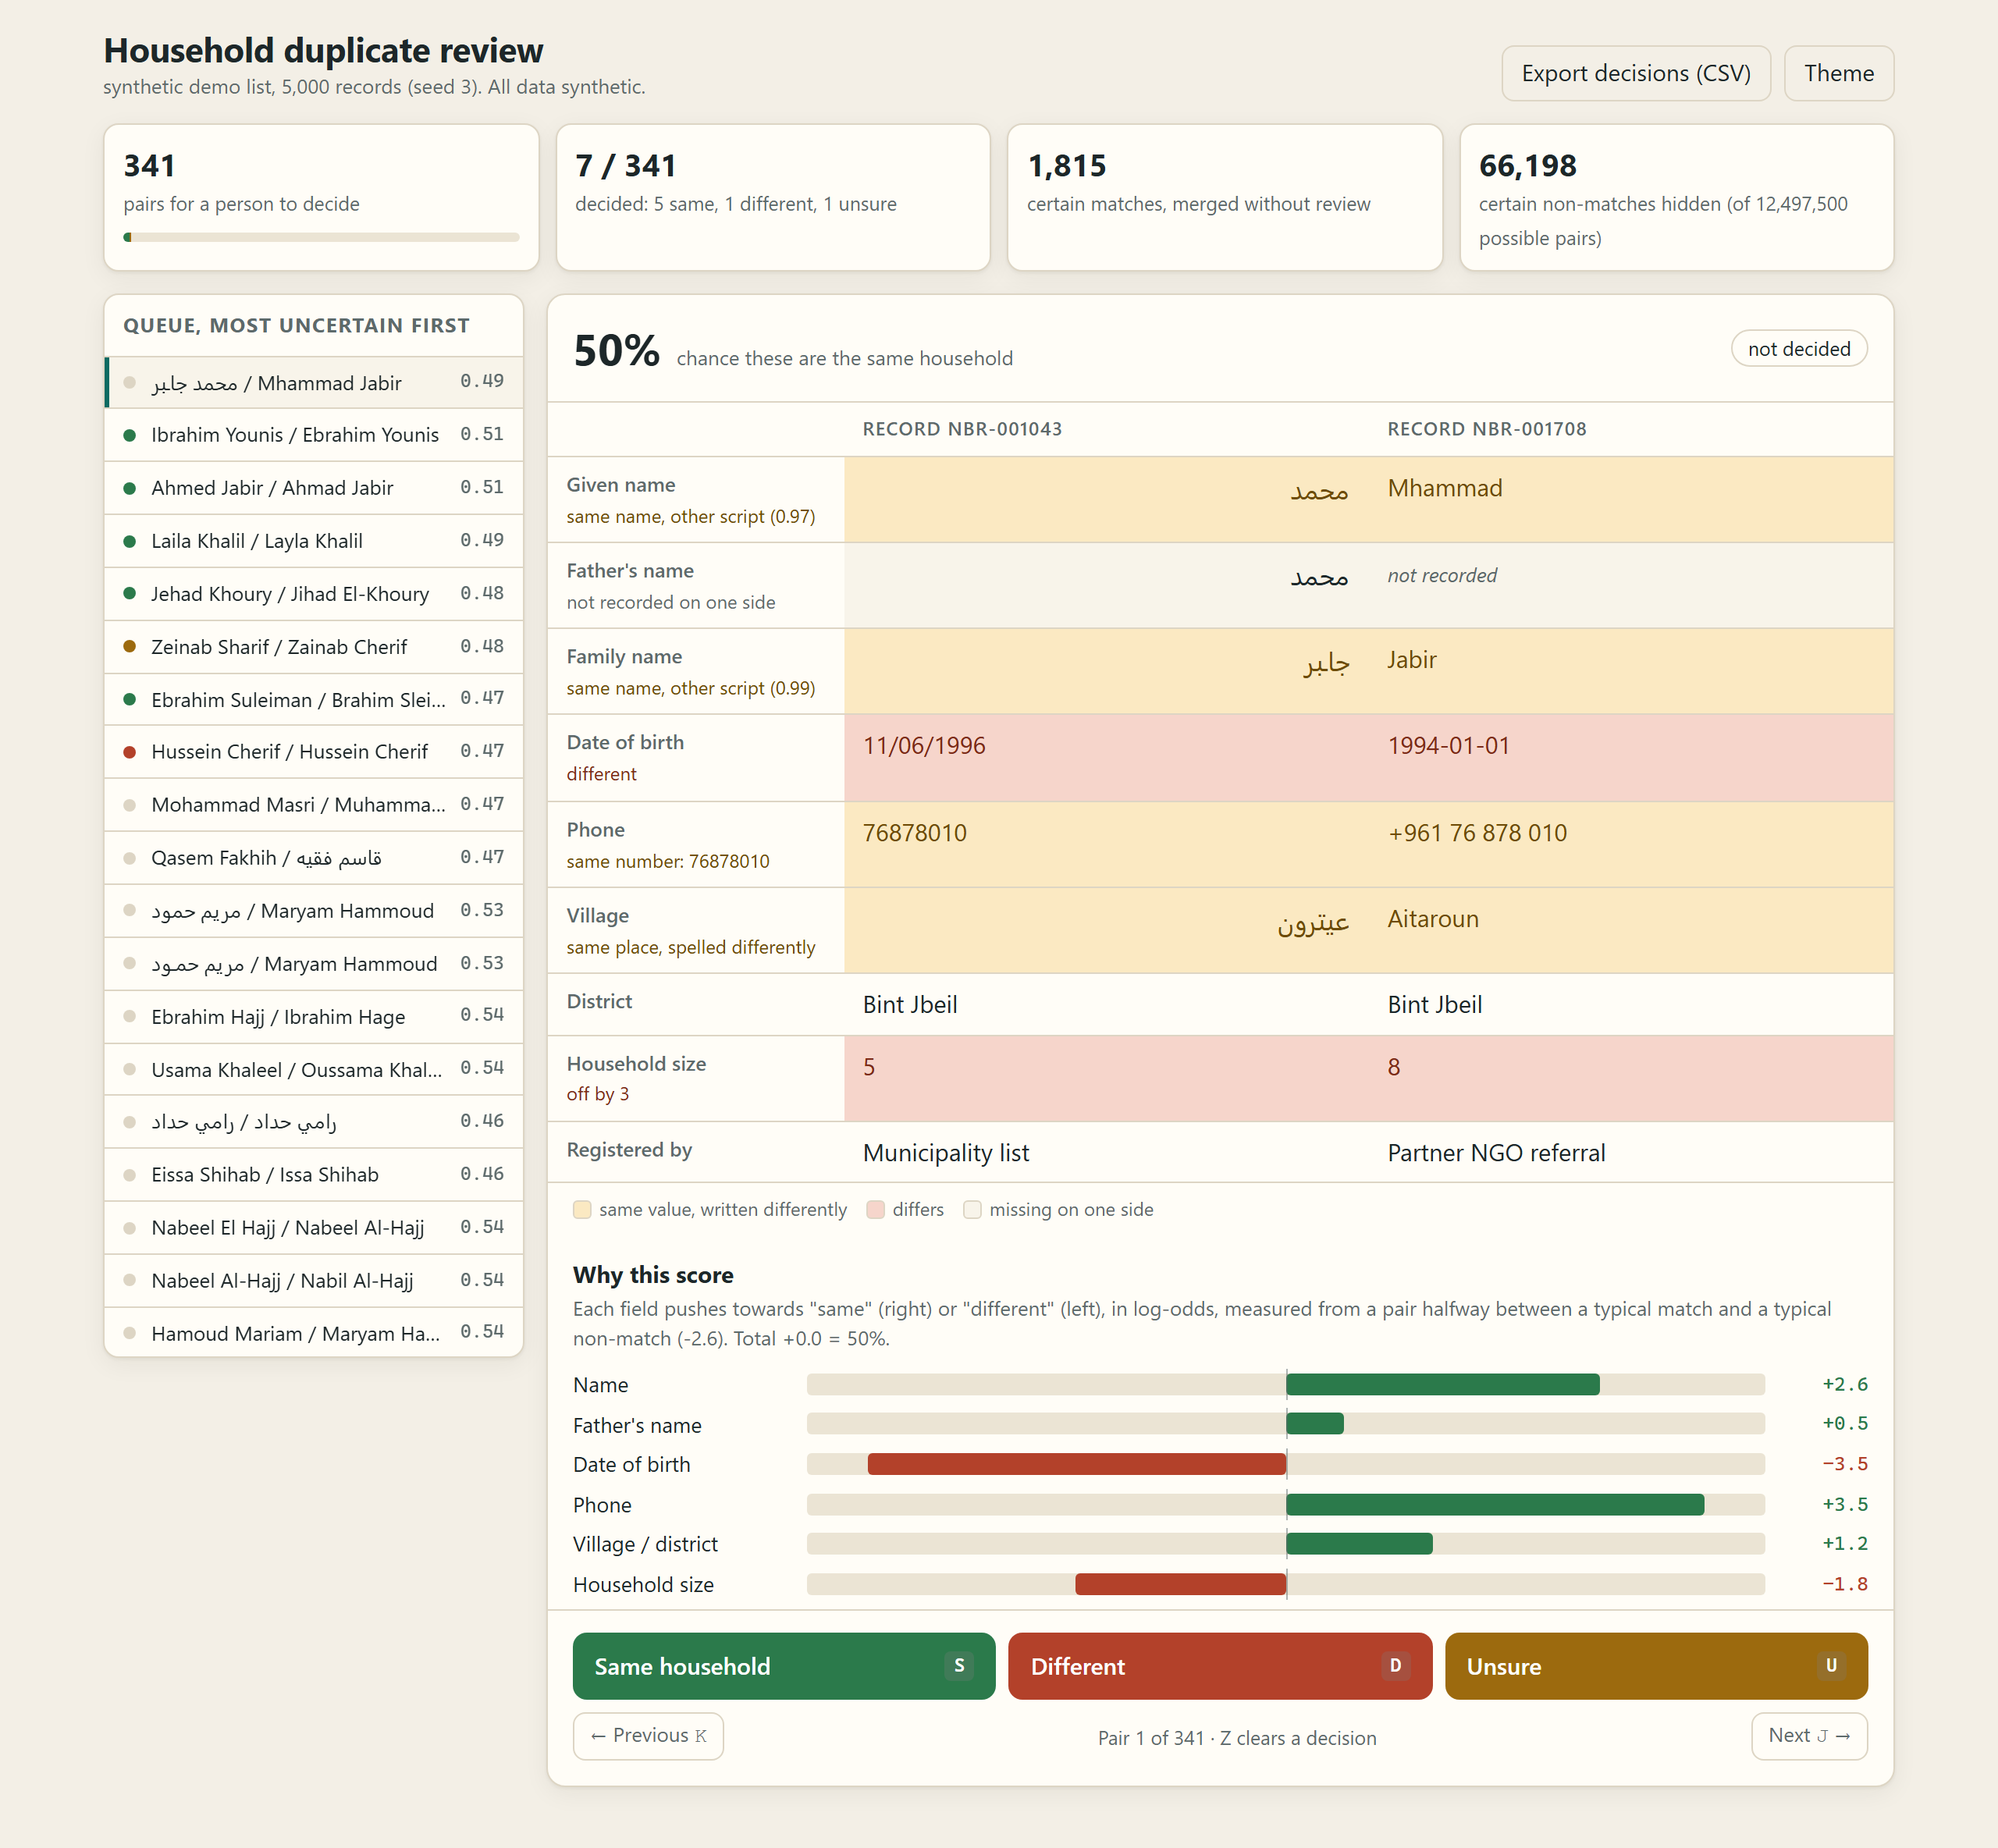 Household duplicate review
synthetic demo list, 5,000 records (seed 3). All data synthetic.
Export decisions (CSV)
Theme
341
pairs for a person to decide
7 / 341
decided: 5 same, 1 different, 1 unsure
1,815
certain matches, merged without review
66,198
certain non-matches hidden (of 12,497,500
possible pairs)
QUEUE, MOST UNCERTAIN FIRST
محمد جابر / Mhammad Jabir 0.49
Ibrahim Younis / Ebrahim Younis 0.51
Ahmed Jabir / Ahmad Jabir 0.51
Laila Khalil / Layla Khalil 0.49
Jehad Khoury / Jihad El-Khoury 0.48
Zeinab Sharif / Zainab Cherif 0.48
Ebrahim Suleiman / Brahim Slei... 0.47
Hussein Cherif / Hussein Cherif 0.47
Mohammad Masri / Muhamma... 0.47
Qasem Fakhih / قاسم فقيه 0.47
مريم حمود / Maryam Hammoud 0.53
مريم حمـود / Maryam Hammoud 0.53
Ebrahim Hajj / Ibrahim Hage 0.54
Usama Khaleel / Oussama Khal... 0.54
رامي حداد / رامي حداد 0.46
Eissa Shihab / Issa Shihab 0.46
Nabeel El Hajj / Nabeel Al-Hajj 0.54
Nabeel Al-Hajj / Nabil Al-Hajj 0.54
Hamoud Mariam / Maryam Ha... 0.54
50% chance these are the same household
not decided
RECORD NBR-001043 RECORD NBR-001708
Given name
same name, other script (0.97)
محمد
Mhammad
Father's name
not recorded on one side
محمد
not recorded
Family name
same name, other script (0.99)
جابر
Jabir
Date of birth
different
11/06/1996
1994-01-01
Phone
same number: 76878010
76878010
+961 76 878 010
Village
same place, spelled differently
عيترون
Aitaroun
District
Bint Jbeil
Bint Jbeil
Household size
off by 3
5
8
Registered by
Municipality list
Partner NGO referral
same value, written differently
differs
missing on one side
Why this score
Each field pushes towards "same" (right) or "different" (left), in log-odds, measured from a pair halfway between a typical match and a typical
non-match (-2.6). Total +0.0 = 50%.
Name +2.6
Father's name +0.5
Date of birth −3.5
Phone +3.5
Village / district +1.2
Household size −1.8
Same household S
Different D
Unsure U
← Previous K
Pair 1 of 341 · Z clears a decision
Next J →